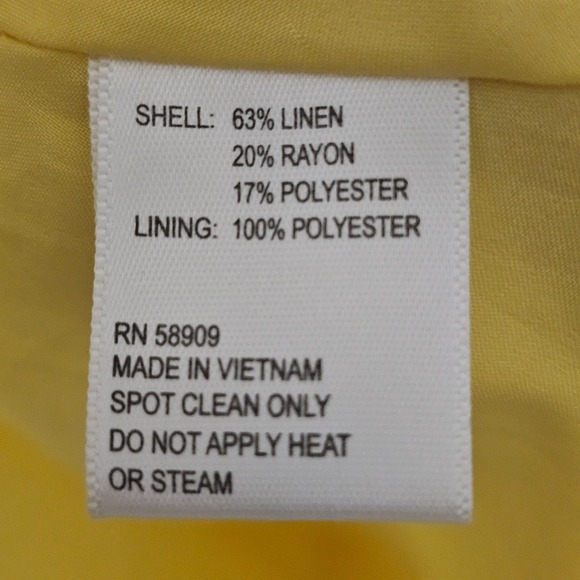 SHELL: 63% LINEN
20% RAYON
17% POLYESTER
LINING: 100% POLYESTER
RN 58909
MADE IN VIETNAM
SPOT CLEAN ONLY
DO NOT APPLY HEAT
OR STEAM